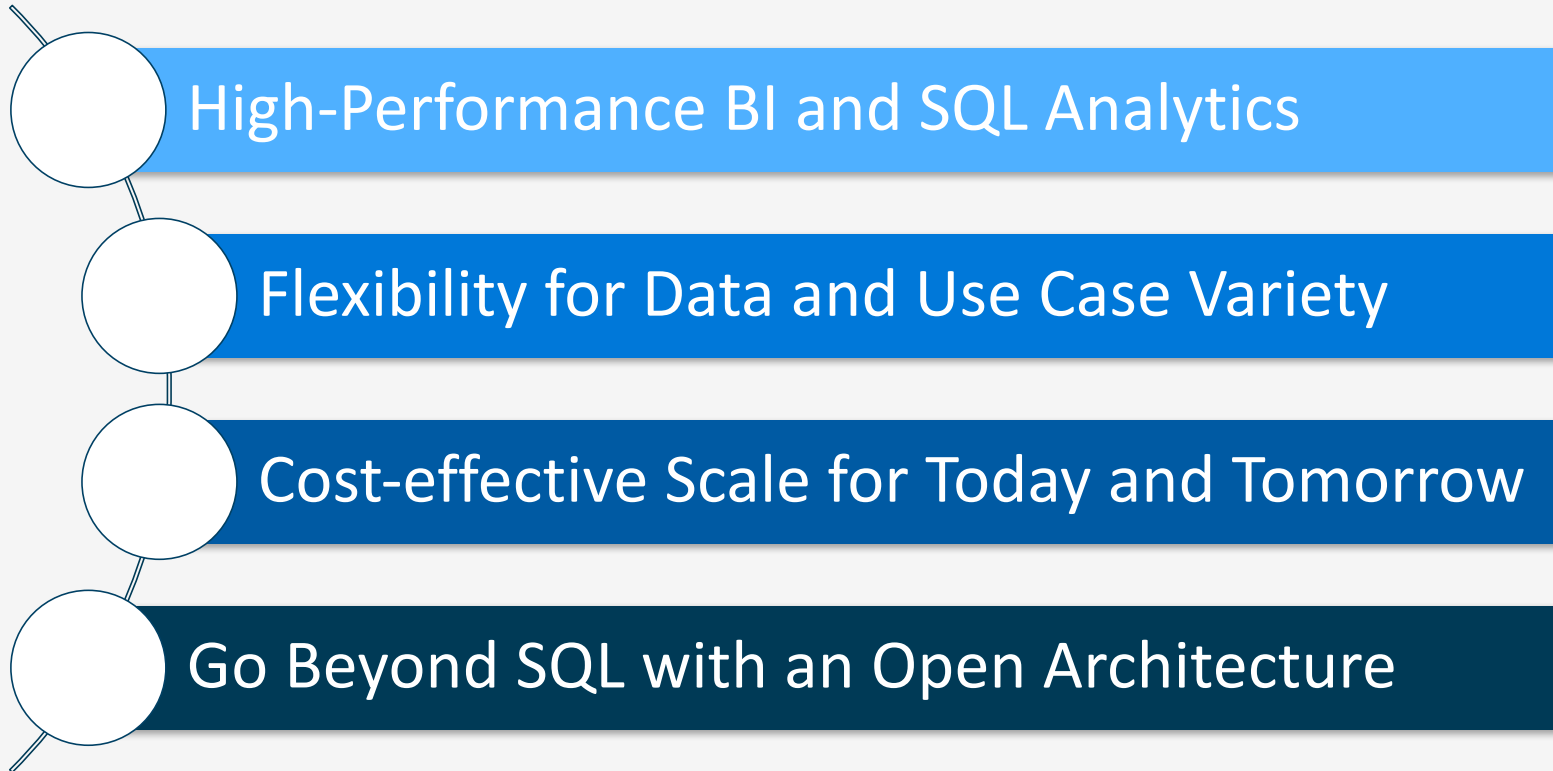 High-Performance BI and SQL Analytics
Flexibility for Data and Use Case Variety
Cost-effective Scale for Today and Tomorrow
Go Beyond SQL with an Open Architecture